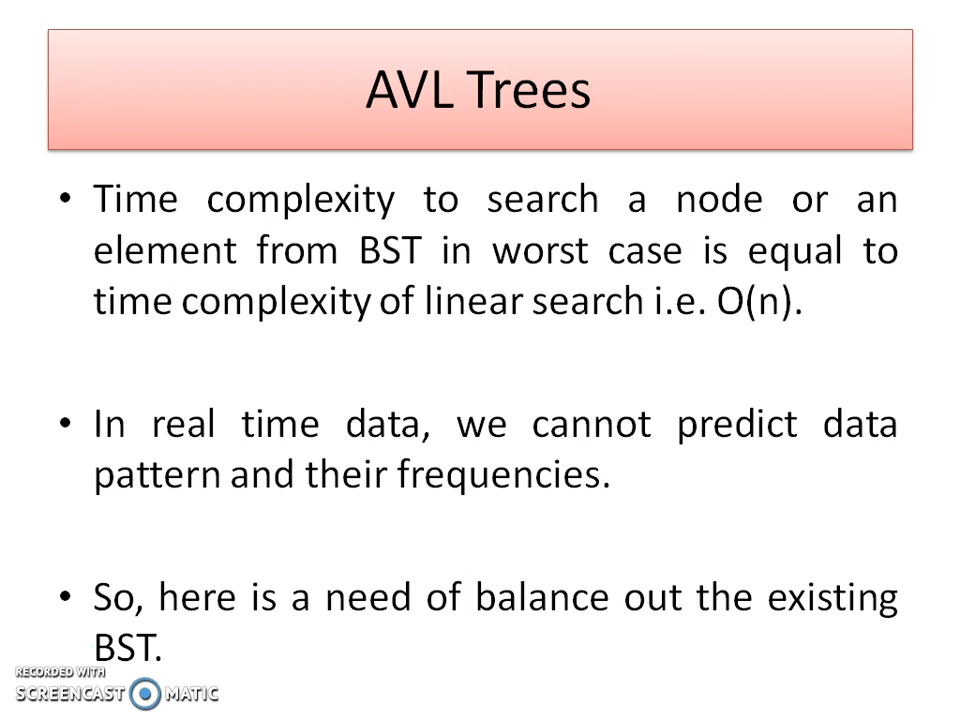 AVL Trees
• Time complexity to search a node or an
element from BST in worst case is equal to
time complexity of linear search i.e. O(n).
• In real time data, we cannot predict data
pattern and their frequencies.
• So, here is a need of balance out the existing
BST.
RECORDED WITH
SCREENCAST MATIC